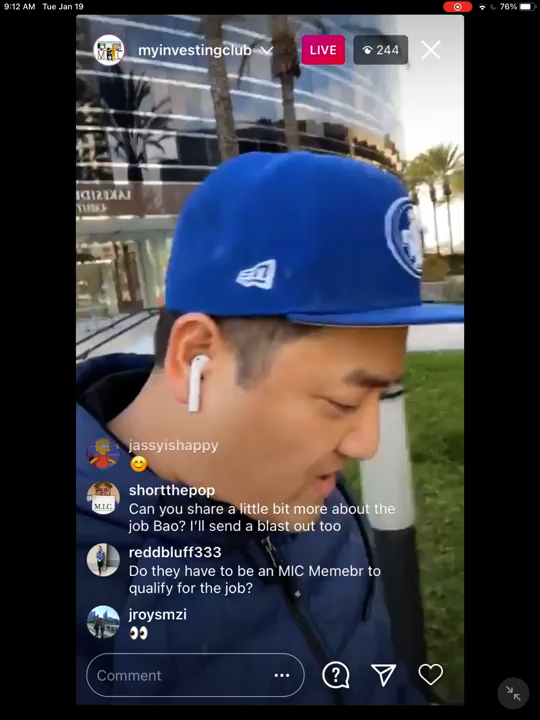 9:12 AM Tue Jan 19
76%
myinvestingclub
LIVE
244
LAKESIDE
jassyishappy
😊
shortthepop
Can you share a little bit more about the
job Bao? I'll send a blast out too
reddbluff333
Do they have to be an MIC Memebr to
qualify for the job?
jroysmzi
👀
Comment
M.I.C.